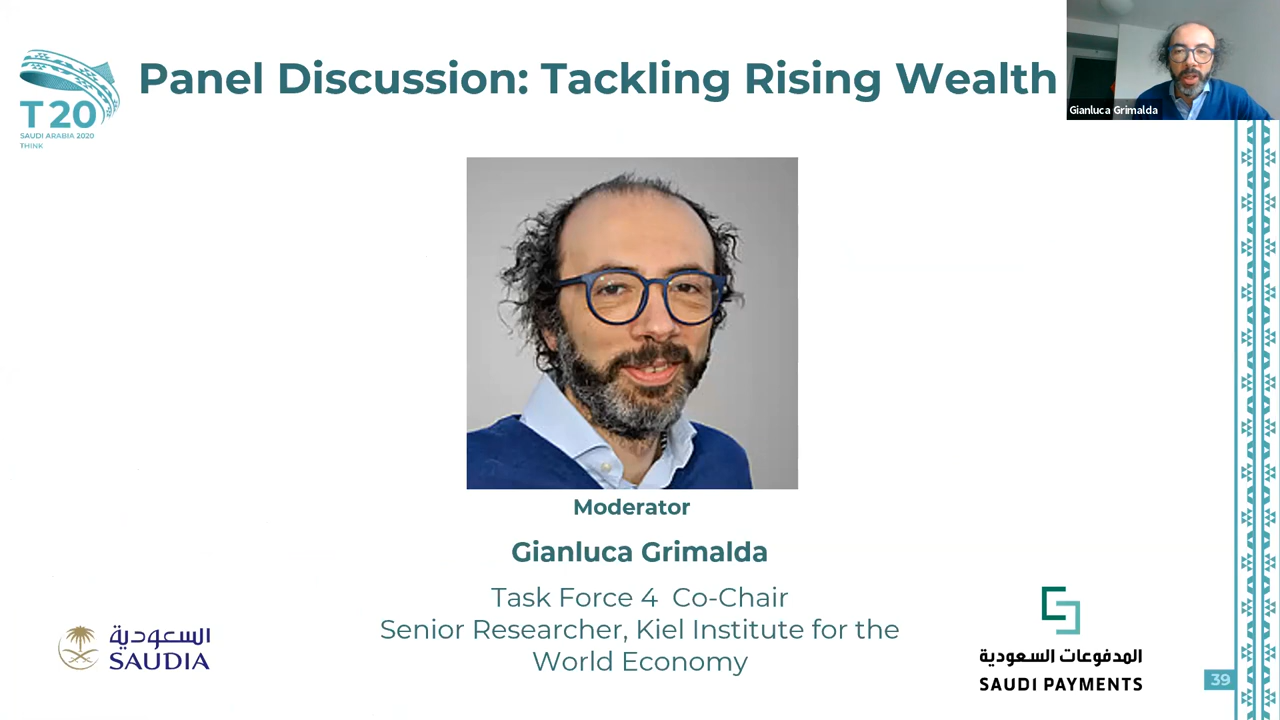 Panel Discussion: Tackling Rising Wealth
Gianluca Grimalda
T20
SAUDI ARABIA 2020
THINK
Moderator
Gianluca Grimalda
Task Force 4 Co-Chair
Senior Researcher, Kiel Institute for the
World Economy
السعودية
SAUDIA
المدفوعات السعودية
SAUDI PAYMENTS
39